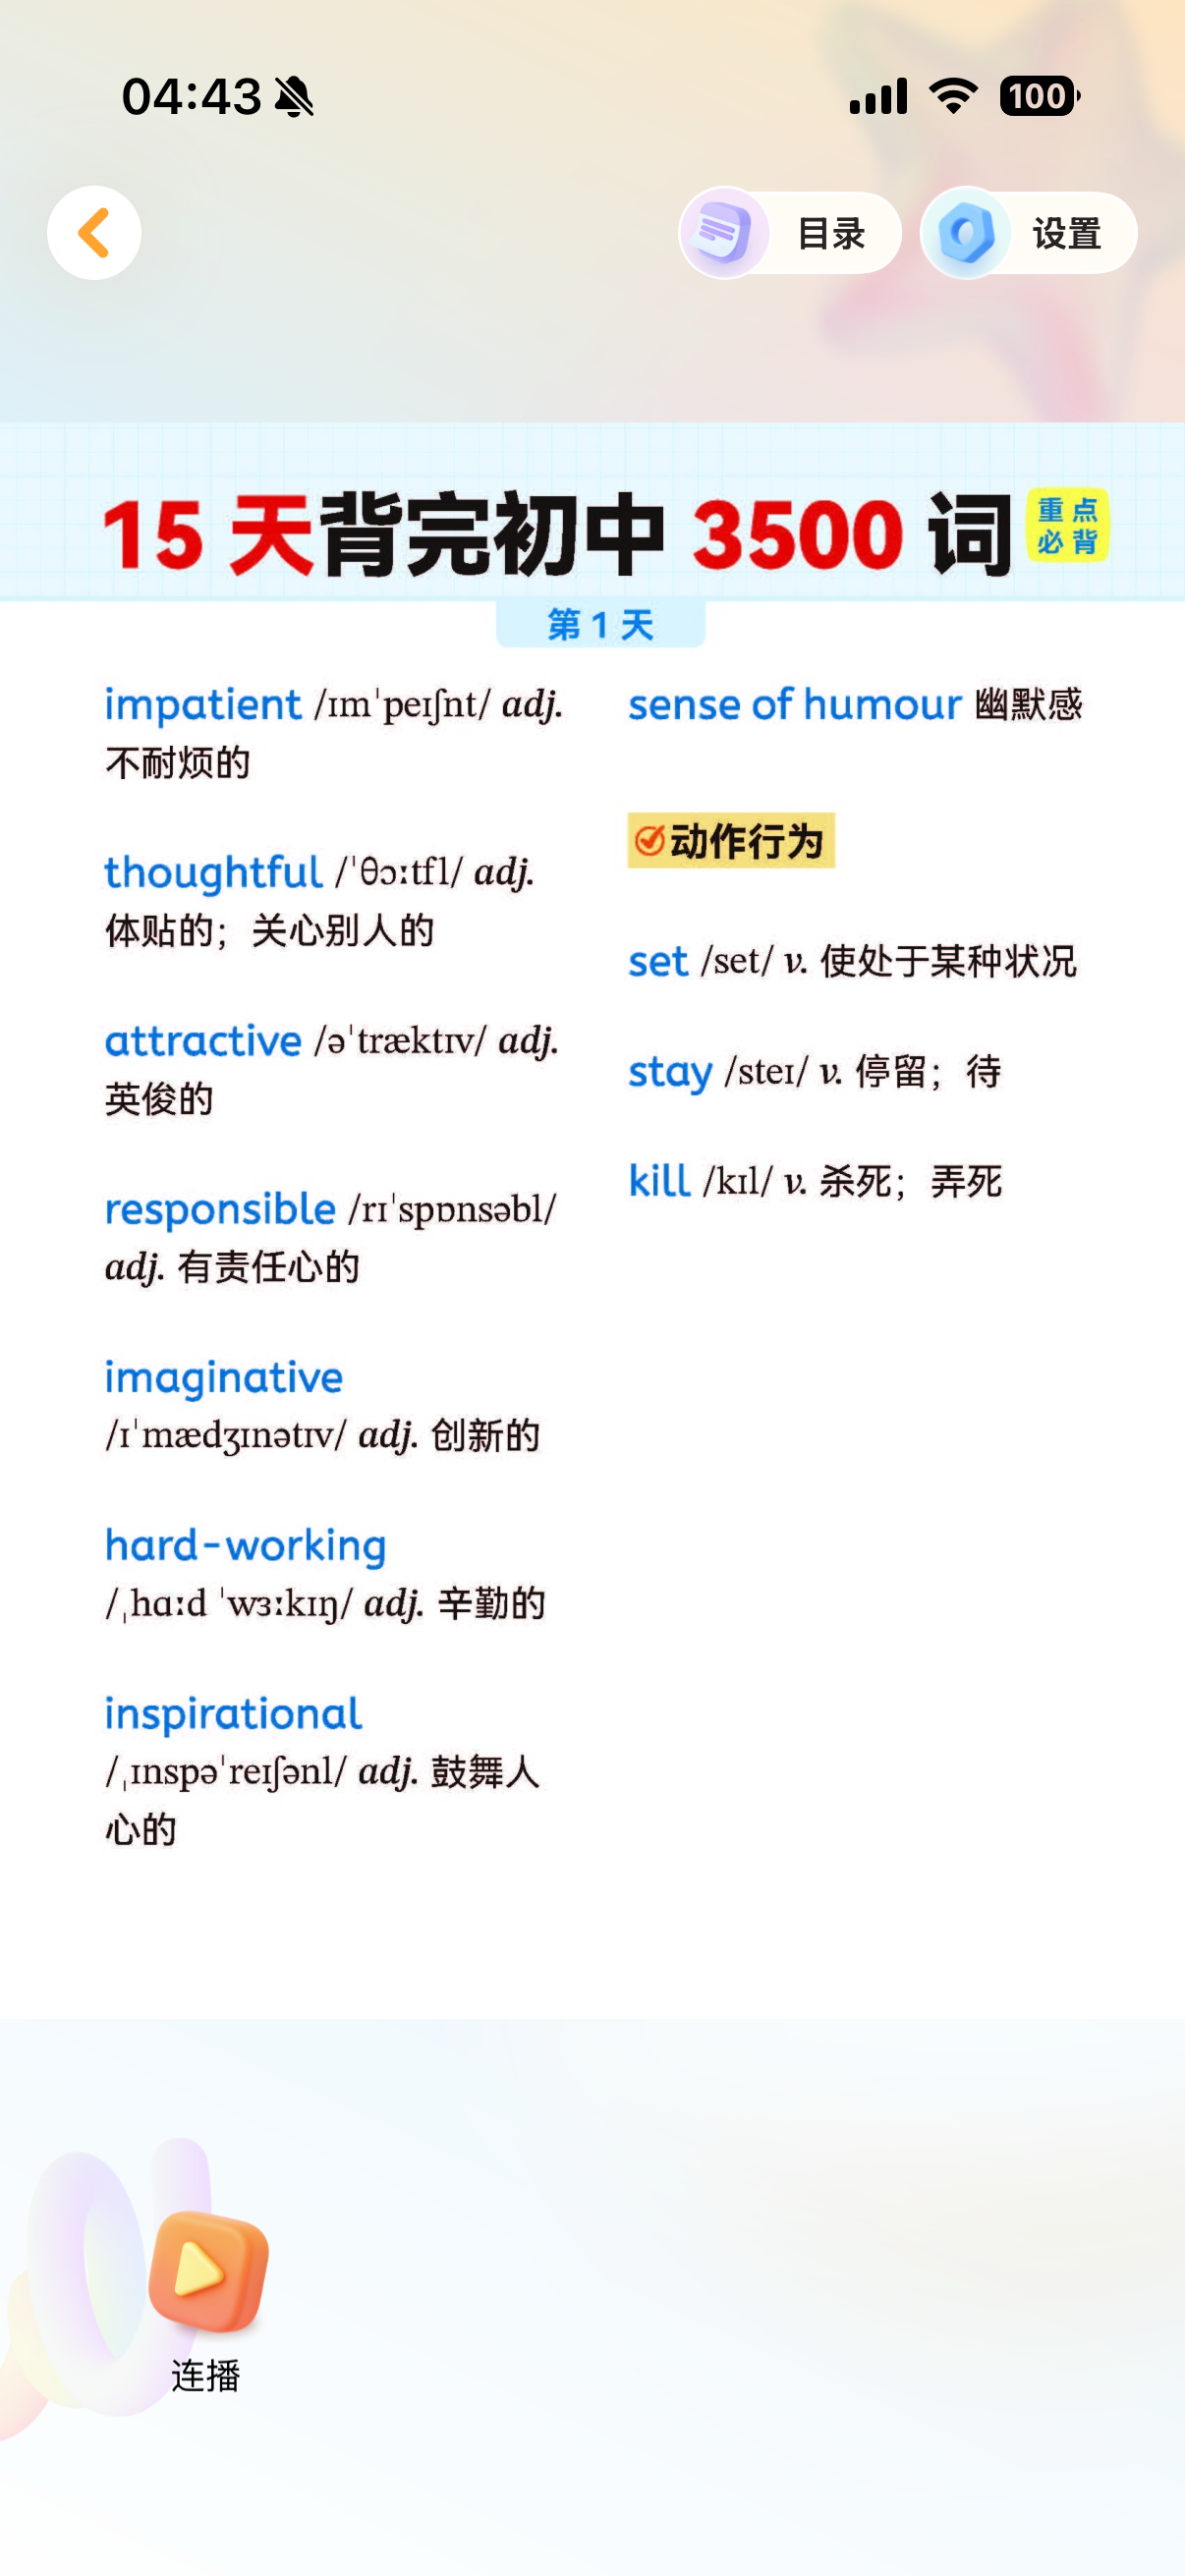 04:43
100
目录
设置
15 天背完初中 3500 词
重点
必背
第 1 天
impatient /ɪmˈpeɪʃnt/ adj.
不耐烦的
thoughtful /ˈθɔːtfl/ adj.
体贴的；关心别人的
attractive /əˈtræktɪv/ adj.
英俊的
responsible /rɪˈspɒnsəbl/
adj. 有责任心的
imaginative
/ɪˈmædʒɪnətɪv/ adj. 创新的
hard-working
/ˌhɑːd ˈwɜːkɪŋ/ adj. 辛勤的
inspirational
/ˌɪnspəˈreɪʃənl/ adj. 鼓舞人
心的
sense of humour 幽默感
动作行为
set /set/ v. 使处于某种状况
stay /steɪ/ v. 停留；待
kill /kɪl/ v. 杀死；弄死
连播